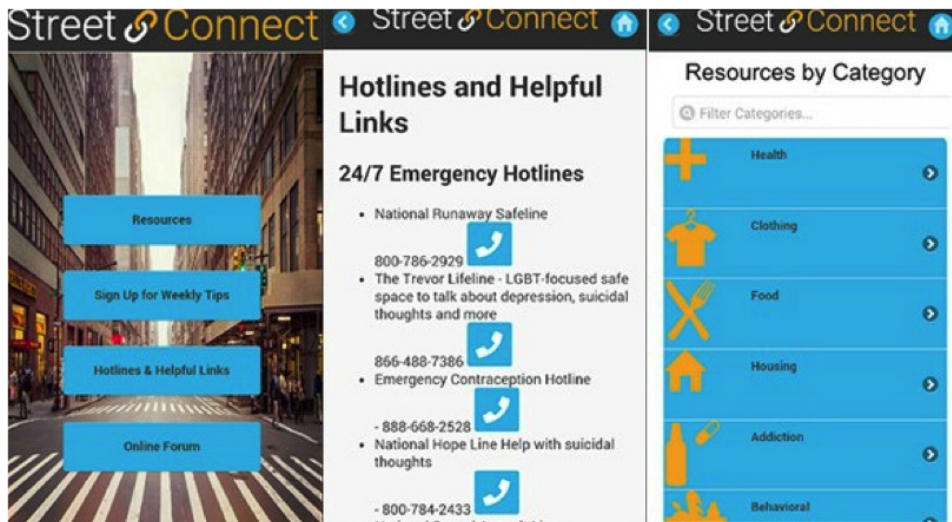 Street Connect
Resources
Sign Up for Weekly Tips
Hotlines & Helpful Links
Online Forum
Street Connect
Hotlines and Helpful
Links
24/7 Emergency Hotlines
• National Runaway Safeline
800-786-2929
• The Trevor Lifeline - LGBT-focused safe
space to talk about depression, suicidal
thoughts and more
866-488-7386
• Emergency Contraception Hotline
- 888-668-2528
• National Hope Line Help with suicidal
thoughts
- 800-784-2433
Street Connect
Resources by Category
Filter Categories...
Health
Clothing
Food
Housing
Addiction
Behavioral